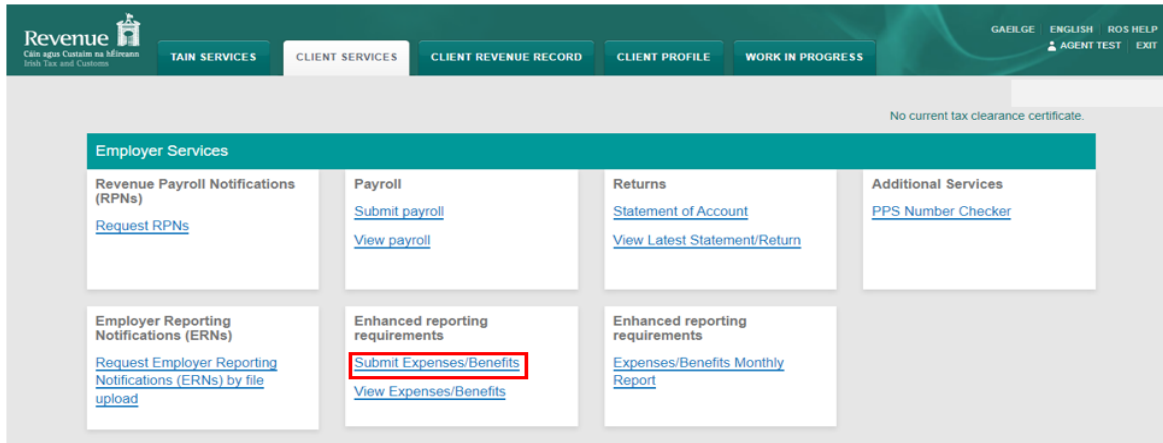 Revenue
Cáin agus Custaim na hÉireann
Irish Tax and Customs
TAIN SERVICES
CLIENT SERVICES
CLIENT REVENUE RECORD
CLIENT PROFILE
WORK IN PROGRESS
GAEILGE ENGLISH ROS HELP
AGENT TEST EXIT
No current tax clearance certificate.
Employer Services
Revenue Payroll Notifications
(RPNs)
Request RPNs
Payroll
Submit payroll
View payroll
Returns
Statement of Account
View Latest Statement/Return
Additional Services
PPS Number Checker
Employer Reporting
Notifications (ERNs)
Request Employer Reporting
Notifications (ERNs) by file
upload
Enhanced reporting
requirements
Submit Expenses/Benefits
View Expenses/Benefits
Enhanced reporting
requirements
Expenses/Benefits Monthly
Report